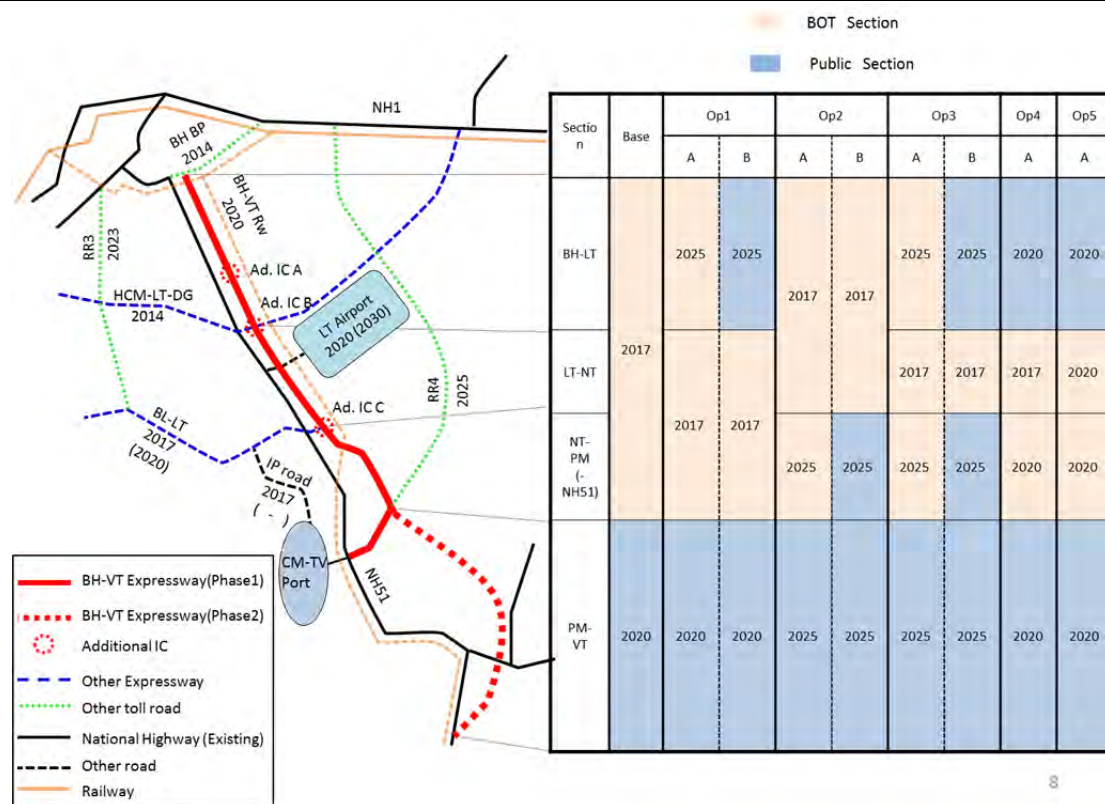 BOT Section
Public Section
NH1
BH BP
2014
BH-VT Rw
2020
RR3
2023
Ad. IC A
HCM-LT-DG
2014
Ad. IC B
LT Airport
2020 (2030)
RR4
2025
Ad. IC C
BL-LT
2017
(2020)
IP road
2017
( - )
CM-TV
Port
NH51
BH-VT Expressway(Phase1)
BH-VT Expressway(Phase2)
Additional IC
Other Expressway
Other toll road
National Highway (Existing)
Other road
Railway
Sectio
n
Base
Op1
Op2
Op3
Op4
Op5
A
B
A
B
A
B
A
A
BH-LT
2025
2025
2017
2017
2025
2025
2020
2020
2017
LT-NT
2017
2017
2017
2020
2017
2017
NT-
PM
(-
NH51)
2025
2025
2025
2025
2020
2020
PM-
VT
2020
2020
2020
2025
2025
2025
2025
2020
2020
8